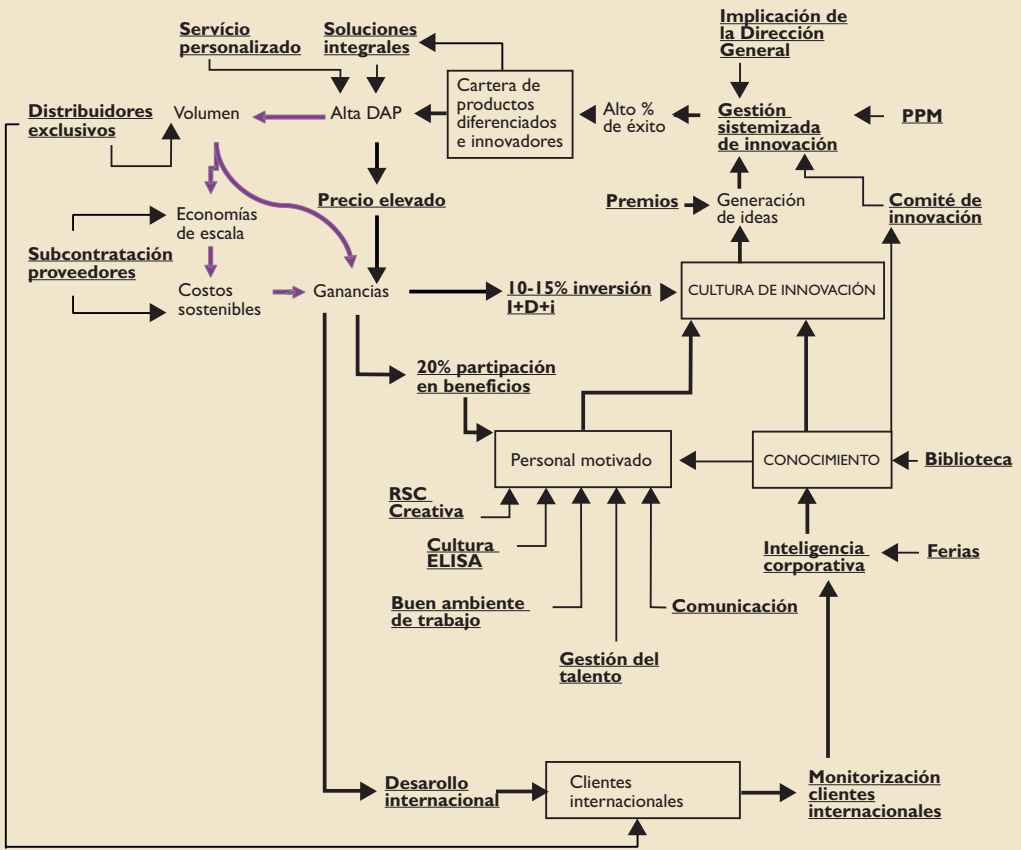 Implicación de
la Dirección
General
Servício
personalizado
Soluciones
integrales
Cartera de
productos
diferenciados
e innovadores
Distribuidores
exclusivos
Volumen
Alta DAP
Alto %
de éxito
Gestión
sistemizada
de innovación
PPM
Precio elevado
Premios
Generación
de ideas
Comité de
innovación
Economías
de escala
Subcontratación
proveedores
Costos
sostenibles
Ganancias
10-15% inversión
I+D+i
CULTURA DE INNOVACIÓN
20% partipación
en beneficios
Personal motivado
CONOCIMIENTO
Biblioteca
RSC
Creativa
Cultura
ELISA
Inteligencia
corporativa
Ferias
Buen ambiente
de trabajo
Comunicación
Gestión del
talento
Desarollo
internacional
Clientes
internacionales
Monitorización
clientes
internacionales